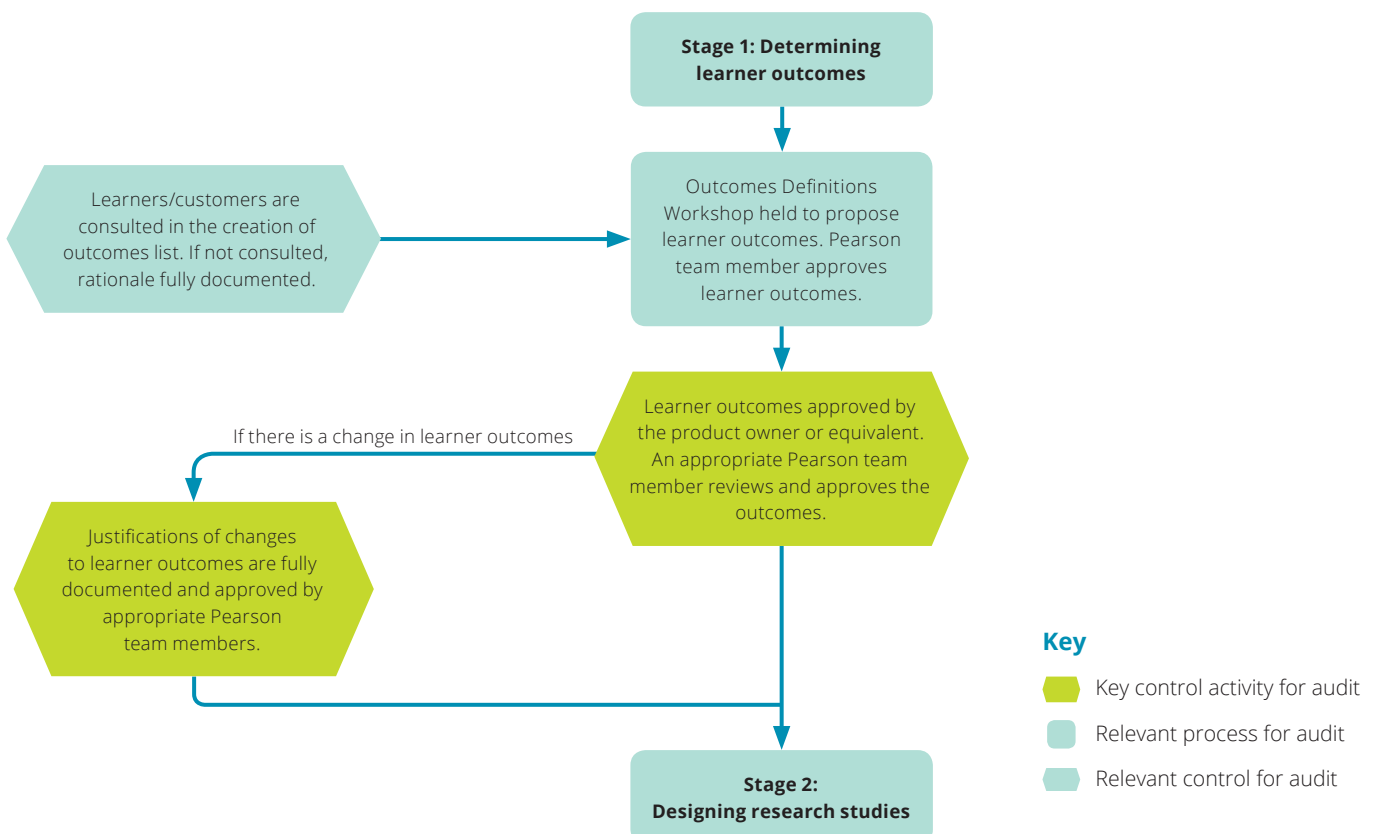 Stage 1: Determining
learner outcomes
Learners/customers are
consulted in the creation of
outcomes list. If not consulted,
rationale fully documented.
Outcomes Definitions
Workshop held to propose
learner outcomes. Pearson
team member approves
learner outcomes.
Learner outcomes approved by
the product owner or equivalent.
An appropriate Pearson team
member reviews and approves the
outcomes.
If there is a change in learner outcomes
Justifications of changes
to learner outcomes are fully
documented and approved by
appropriate Pearson
team members.
Stage 2:
Designing research studies
Key
Key control activity for audit
Relevant process for audit
Relevant control for audit